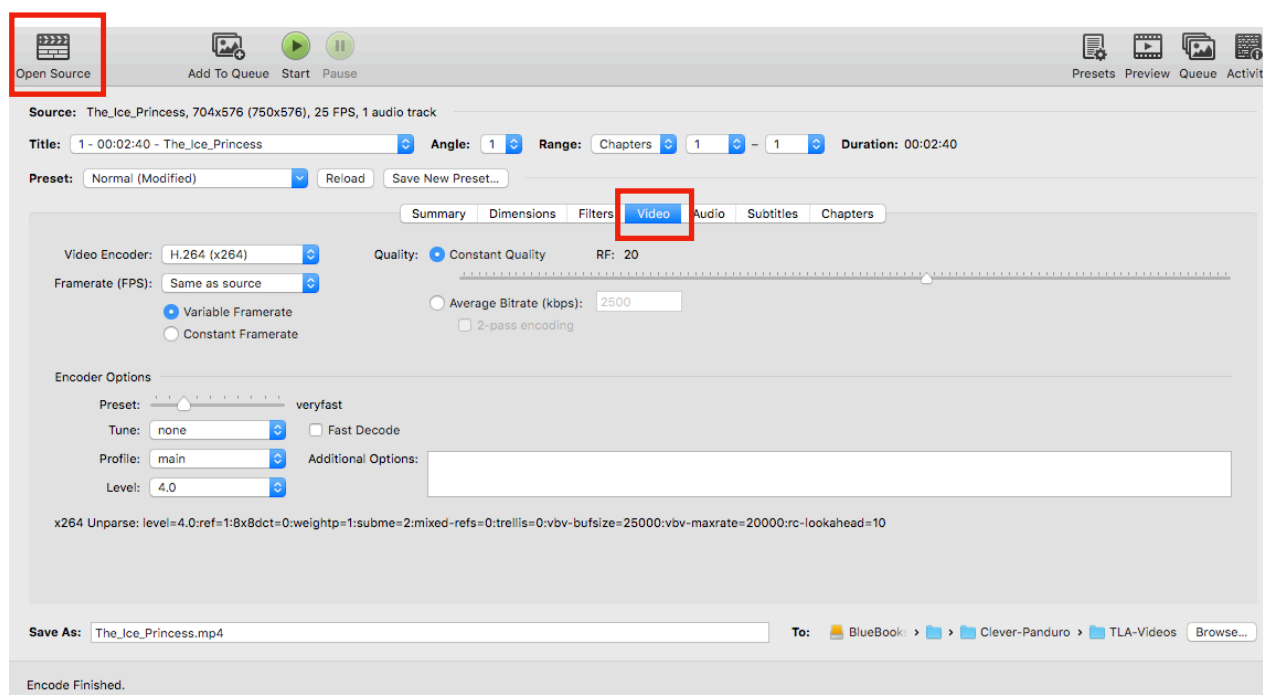 Open Source Add To Queue Start Pause Presets Preview Queue Activit
Source: The_Ice_Princess, 704x576 (750x576), 25 FPS, 1 audio track
Title: 1 - 00:02:40 - The_Ice_Princess Angle: 1 Range: Chapters 1 – 1 Duration: 00:02:40
Preset: Normal (Modified) Reload Save New Preset...
Summary Dimensions Filters Video Audio Subtitles Chapters
Video Encoder: H.264 (x264) Quality: Constant Quality RF: 20
Framerate (FPS): Same as source
Average Bitrate (kbps): 2500
Variable Framerate
2-pass encoding
Constant Framerate
Encoder Options
Preset: veryfast
Tune: none Fast Decode
Profile: main Additional Options:
Level: 4.0
x264 Unparse: level=4.0:ref=1:8x8dct=0:weightp=1:subme=2:mixed-refs=0:trellis=0:vbv-bufsize=25000:vbv-maxrate=20000:rc-lookahead=10
Save As: The_Ice_Princess.mp4 To: BlueBook › › Clever-Panduro › TLA-Videos Browse...
Encode Finished.